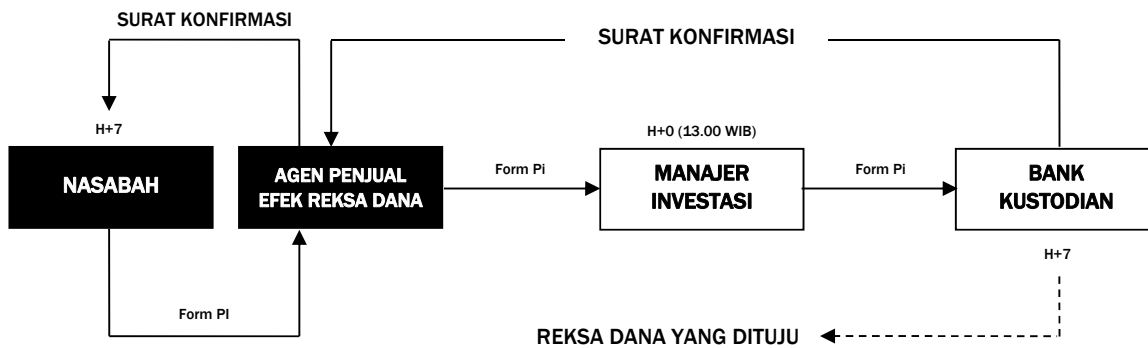 SURAT KONFIRMASI
SURAT KONFIRMASI
H+7
H+0 (13.00 WIB)
NASABAH
AGEN PENJUAL
EFEK REKSA DANA
Form Pi
MANAJER
INVESTASI
Form Pi
BANK
KUSTODIAN
H+7
Form PI
REKSA DANA YANG DITUJU